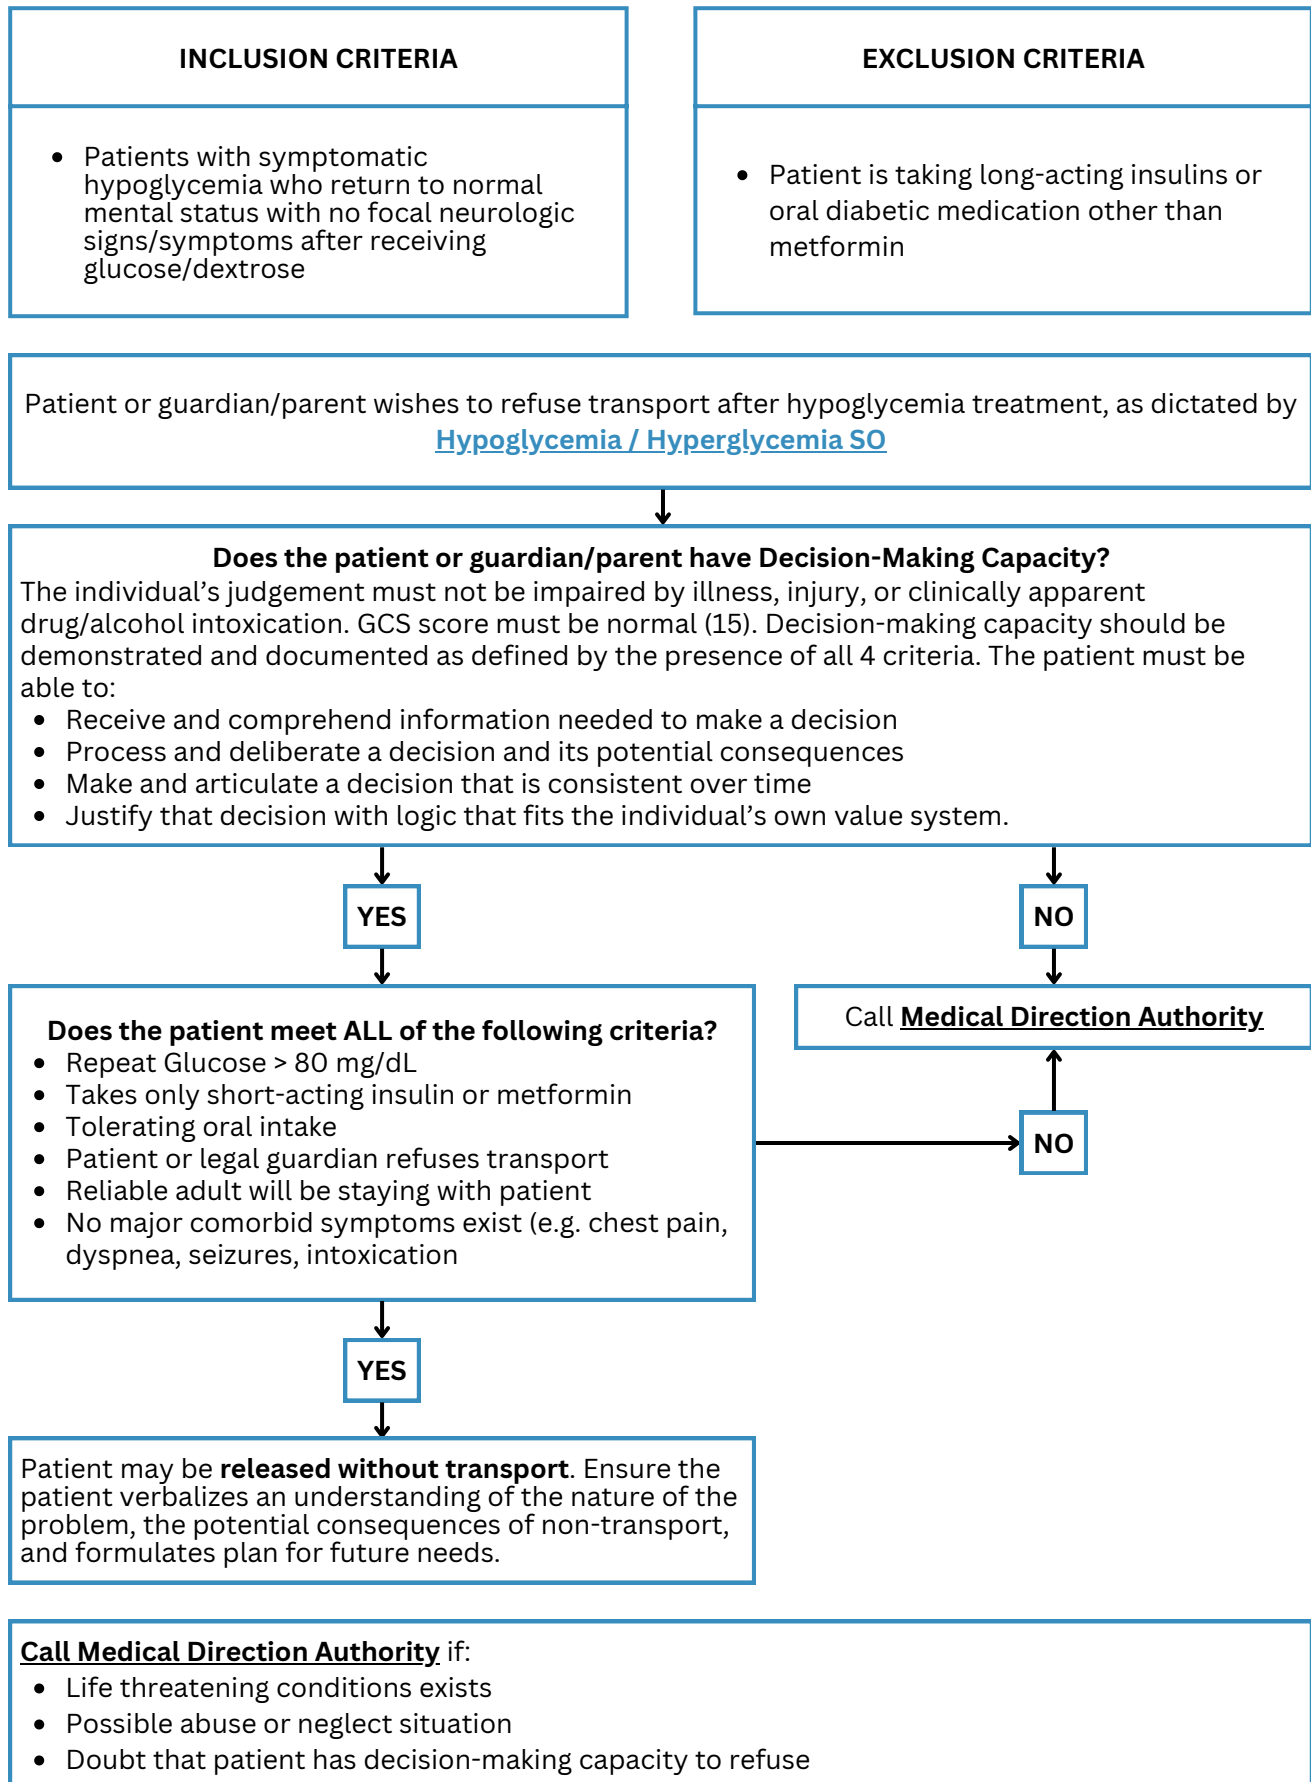 INCLUSION CRITERIA
• Patients with symptomatic
hypoglycemia who return to normal
mental status with no focal neurologic
signs/symptoms after receiving
glucose/dextrose
EXCLUSION CRITERIA
• Patient is taking long-acting insulins or
oral diabetic medication other than
metformin
Patient or guardian/parent wishes to refuse transport after hypoglycemia treatment, as dictated by
Hypoglycemia / Hyperglycemia SO
Does the patient or guardian/parent have Decision-Making Capacity?
The individual’s judgement must not be impaired by illness, injury, or clinically apparent
drug/alcohol intoxication. GCS score must be normal (15). Decision-making capacity should be
demonstrated and documented as defined by the presence of all 4 criteria. The patient must be
able to:
• Receive and comprehend information needed to make a decision
• Process and deliberate a decision and its potential consequences
• Make and articulate a decision that is consistent over time
• Justify that decision with logic that fits the individual’s own value system.
YES
NO
Does the patient meet ALL of the following criteria?
• Repeat Glucose > 80 mg/dL
• Takes only short-acting insulin or metformin
• Tolerating oral intake
• Patient or legal guardian refuses transport
• Reliable adult will be staying with patient
• No major comorbid symptoms exist (e.g. chest pain,
dyspnea, seizures, intoxication
Call Medical Direction Authority
NO
YES
Patient may be released without transport. Ensure the
patient verbalizes an understanding of the nature of the
problem, the potential consequences of non-transport,
and formulates plan for future needs.
Call Medical Direction Authority if:
• Life threatening conditions exists
• Possible abuse or neglect situation
• Doubt that patient has decision-making capacity to refuse